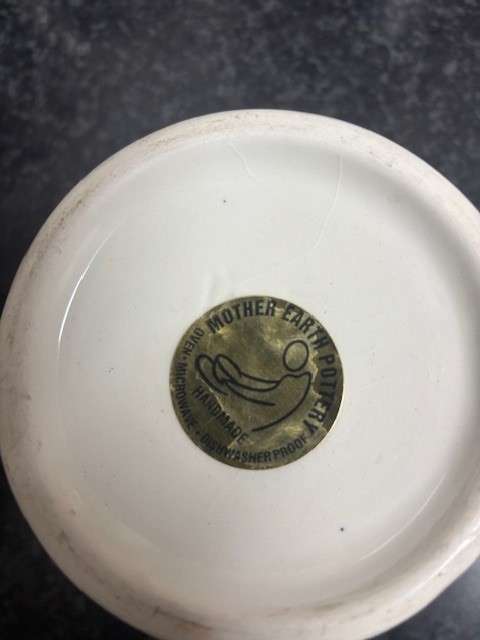 MOTHER EARTH POTTERY
HANDMADE
OVEN • MICROWAVE • DISHWASHER PROOF